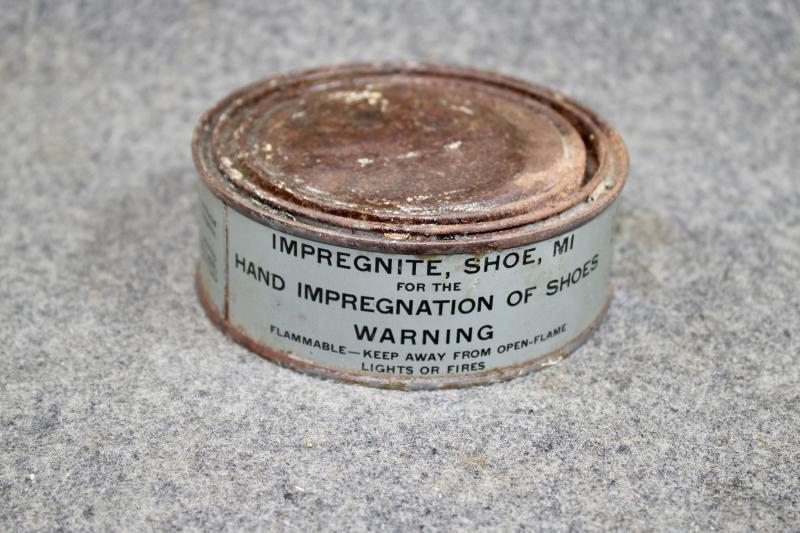 IMPREGNITE, SHOE, MI
FOR THE
HAND IMPREGNATION OF SHOES
WARNING
FLAMMABLE—KEEP AWAY FROM OPEN-FLAME
LIGHTS OR FIRES